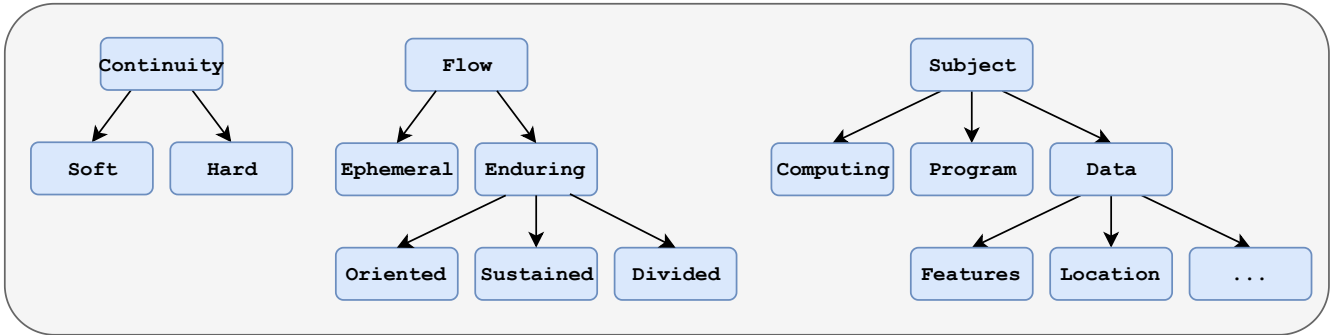 Continuity
Flow
Subject
Soft
Hard
Ephemeral
Enduring
Computing
Program
Data
Oriented
Sustained
Divided
Features
Location
...